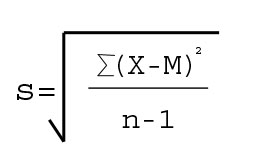 s=√
∑(X-M)²
n-1